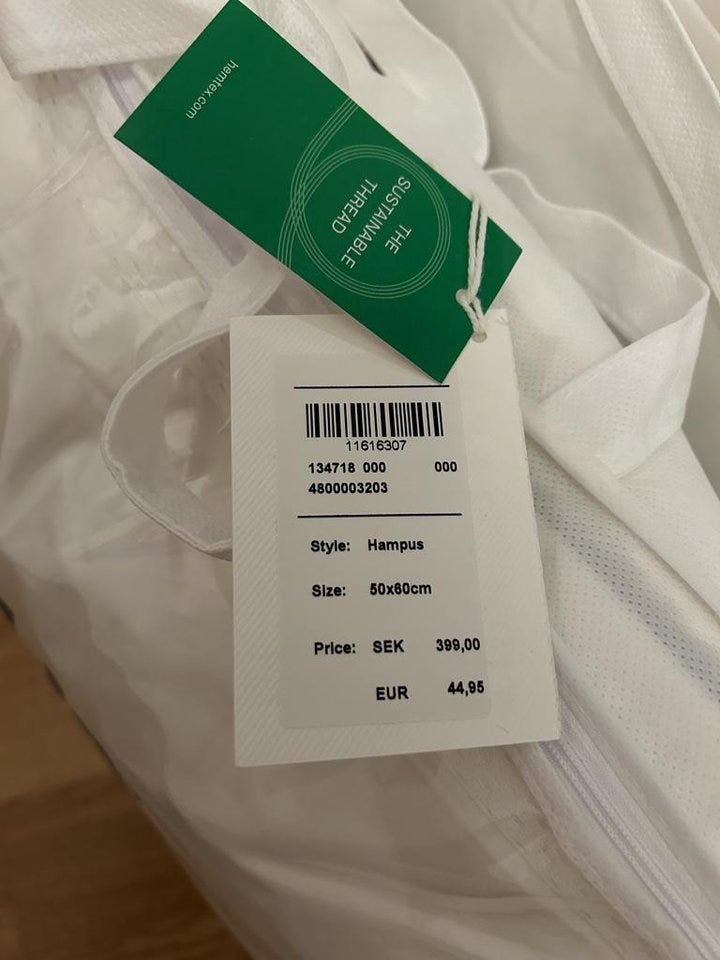 hemtex.com
THE
SUSTAINABLE
THREAD
11616307
134718 000 000
4800003203
Style: Hampus
Size: 50x60cm
Price: SEK 399,00
EUR 44,95